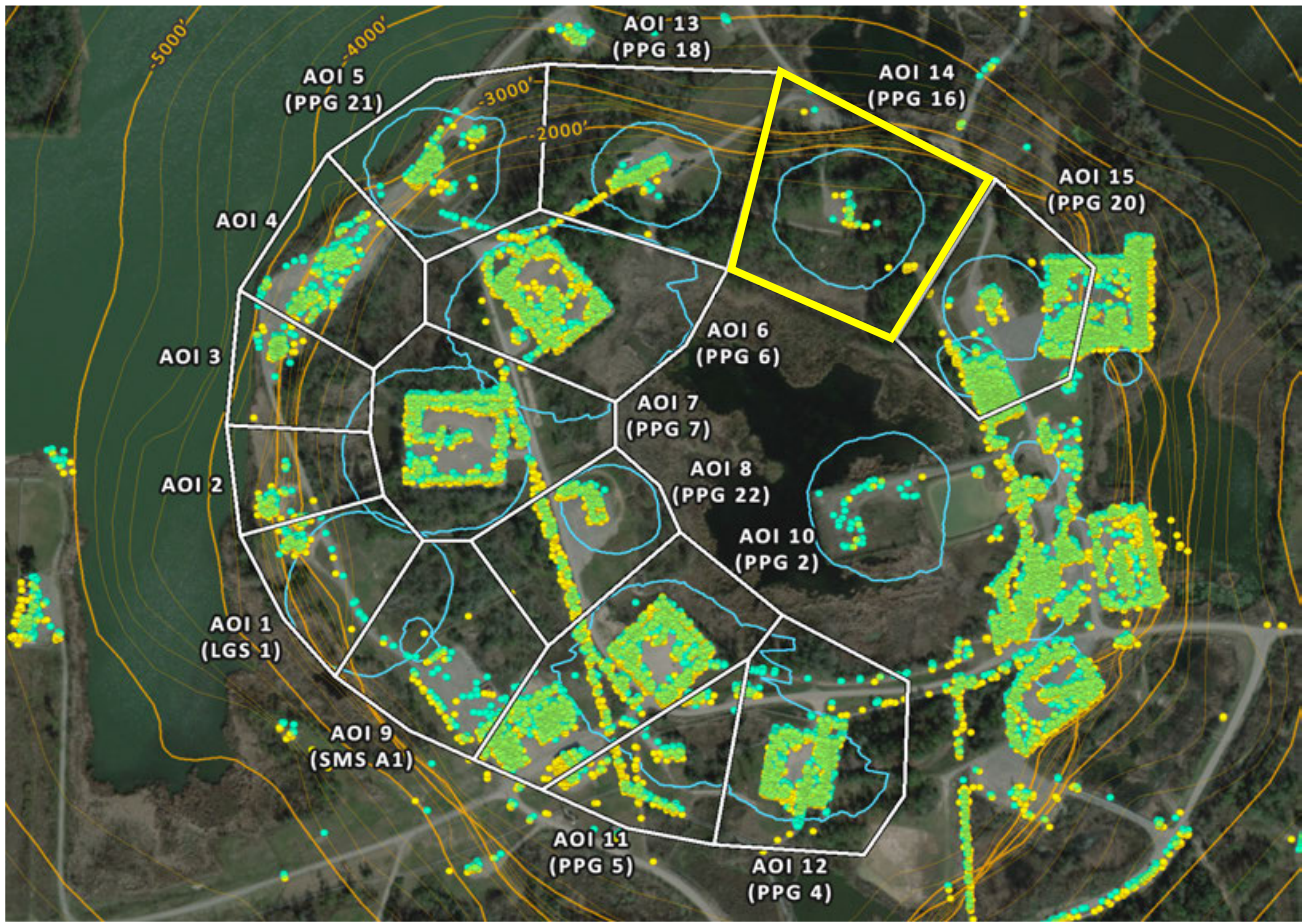 -5000'
-4000'
-3000'
-2000'
AOI 13
(PPG 18)
AOI 5
(PPG 21)
AOI 14
(PPG 16)
AOI 15
(PPG 20)
AOI 4
AOI 3
AOI 6
(PPG 6)
AOI 7
(PPG 7)
AOI 8
(PPG 22)
AOI 2
AOI 10
(PPG 2)
AOI 1
(LGS 1)
AOI 9
(SMS A1)
AOI 11
(PPG 5)
AOI 12
(PPG 4)